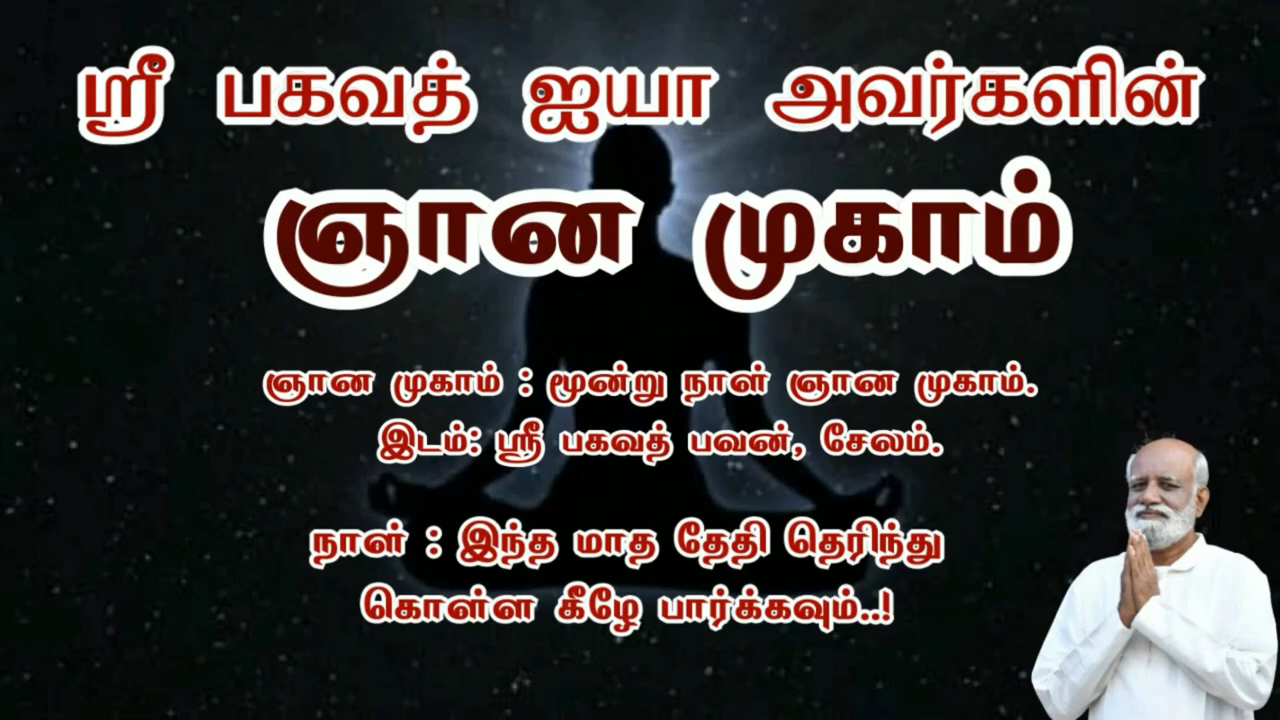 ஸ்ரீ பகவத் ஐயா அவர்களின்
ஞான முகாம்
ஞான முகாம் : மூன்று நாள் ஞான முகாம்.
இடம்: ஸ்ரீ பகவத் பவன், சேலம்.
நாள் : இந்த மாத தேதி தெரிந்து
கொள்ள கீழே பார்க்கவும்..!